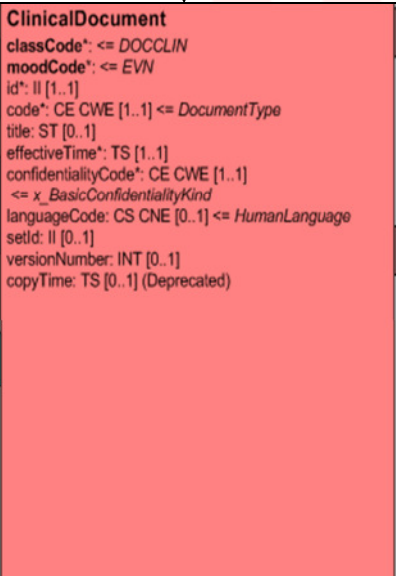 ClinicalDocument
classCode*: <= DOCCLIN
moodCode*: <= EVN
id*: II [1..1]
code*: CE CWE [1..1] <= DocumentType
title: ST [0..1]
effectiveTime*: TS [1..1]
confidentialityCode*: CE CWE [1..1]
<= x_BasicConfidentialityKind
languageCode: CS CNE [0..1] <= HumanLanguage
setId: II [0..1]
versionNumber: INT [0..1]
copyTime: TS [0..1] (Deprecated)